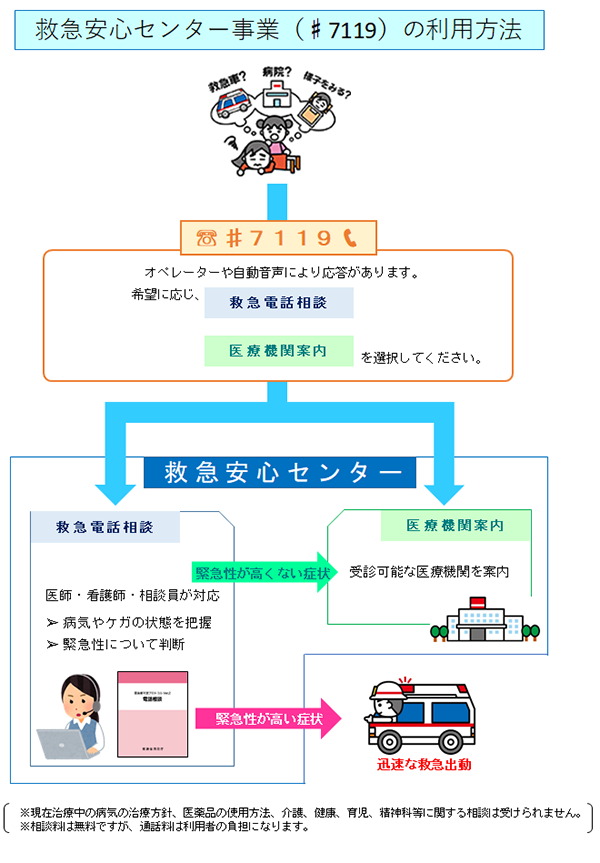 救急安心センター事業（♯7119）の利用方法
救急車？
病院？
様子をみる？
☎♯７１１９
オペレーターや自動音声により応答があります。
希望に応じ、
救急電話相談
医療機関案内
を選択してください。
救急安心センター
救急電話相談
医師・看護師・相談員が対応
➢ 病気やケガの状態を把握
➢ 緊急性について判断
電話相談
緊急性が高くない症状
医療機関案内
受診可能な医療機関を案内
緊急性が高い症状
迅速な救急出動
※現在治療中の病気の治療方針、医薬品の使用方法、介護、健康、育児、精神科等に関する相談は受けられません。
※相談料は無料ですが、通話料は利用者の負担になります。